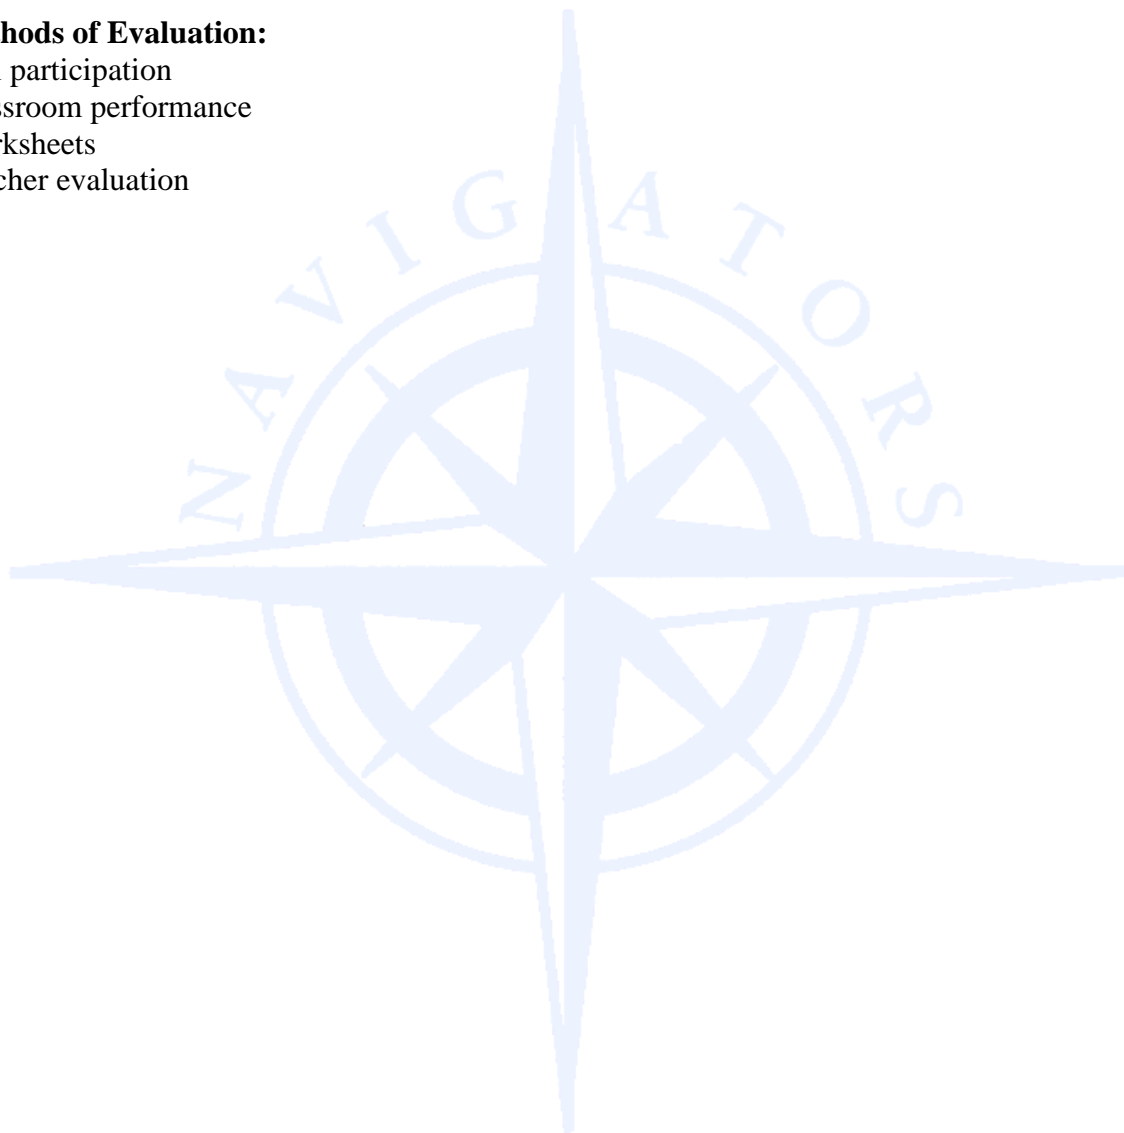 hods of Evaluation:
participation
ssroom performance
rksheets
cher evaluation
NAVIGATORS